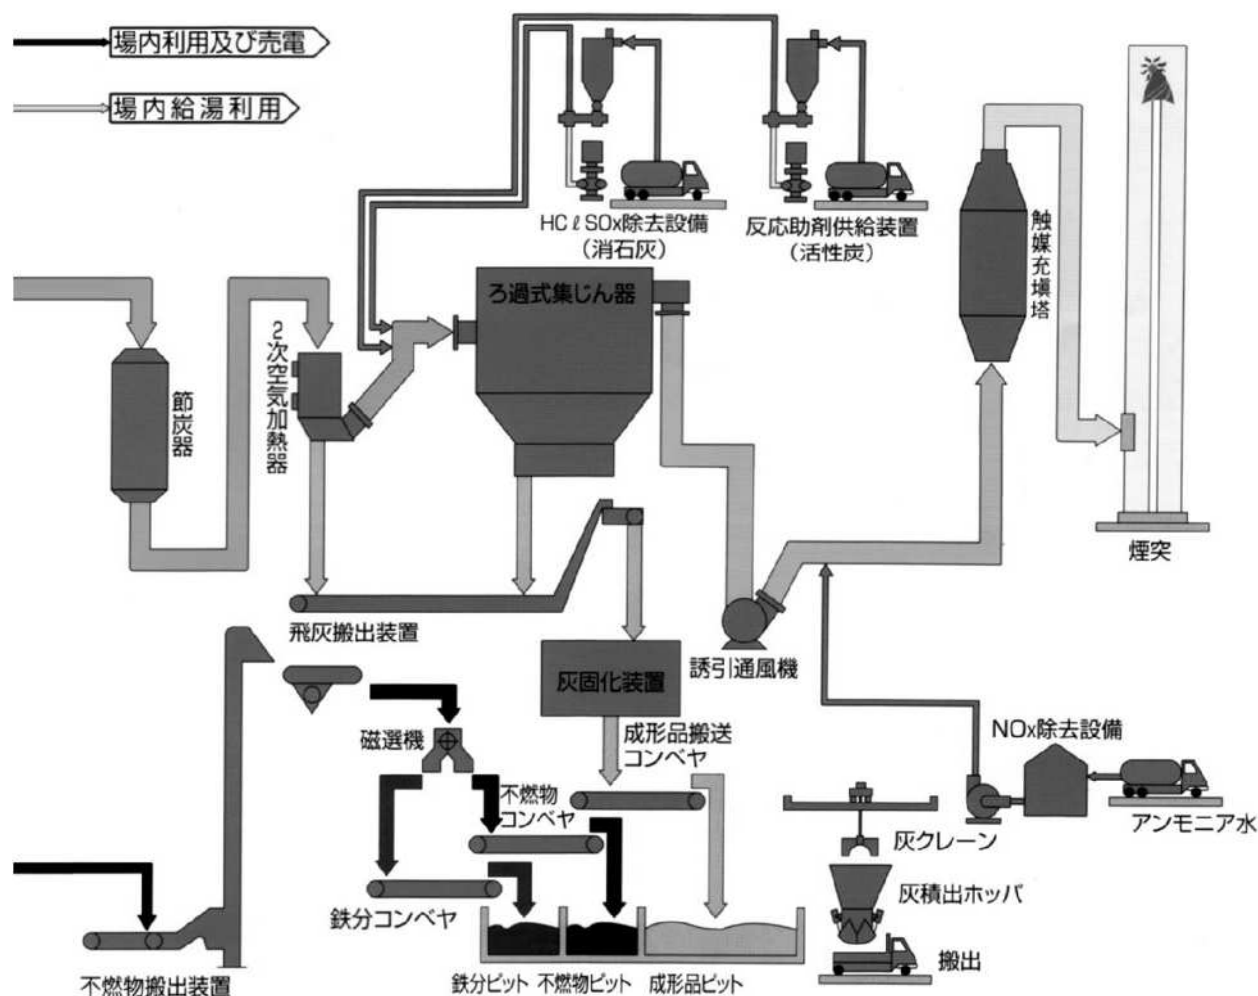 場内利用及び売電
場内給湯利用
HCℓSOx除去設備
(消石灰)
反応助剤供給装置
(活性炭)
触媒充塡塔
ろ過式集じん器
2次空気加熱器
節炭器
煙突
飛灰搬出装置
誘引通風機
灰固化装置
NOx除去設備
磁選機
成形品搬送
コンベヤ
不燃物
コンベヤ
アンモニア水
灰クレーン
灰積出ホッパ
鉄分コンベヤ
搬出
不燃物搬出装置
鉄分ピット
不燃物ピット
成形品ピット